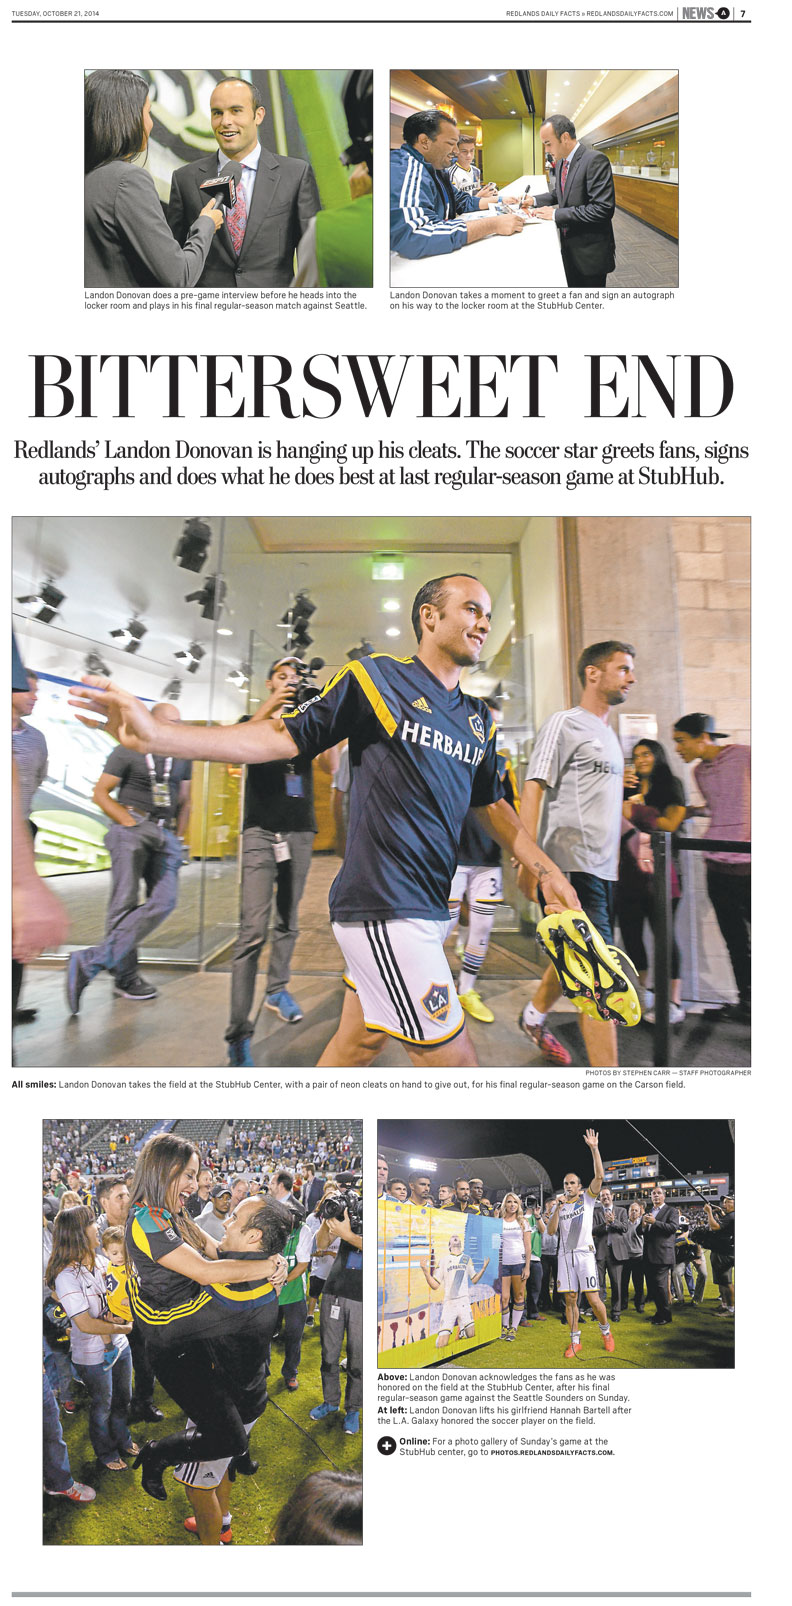 TUESDAY, OCTOBER 21, 2014
REDLANDS DAILY FACTS » REDLANDSDAILYFACTS.COM | NEWS A | 7
ESPN
Landon Donovan does a pre-game interview before he heads into the
locker room and plays in his final regular-season match against Seattle.
Landon Donovan takes a moment to greet a fan and sign an autograph
on his way to the locker room at the StubHub Center.
BITTERSWEET END
Redlands’ Landon Donovan is hanging up his cleats. The soccer star greets fans, signs
autographs and does what he does best at last regular-season game at StubHub.
adidas
LA
HERBALIF
HE
3
LA
PHOTOS BY STEPHEN CARR — STAFF PHOTOGRAPHER
All smiles: Landon Donovan takes the field at the StubHub Center, with a pair of neon cleats on hand to give out, for his final regular-season game on the Carson field.
HERBALIFE
10
Above: Landon Donovan acknowledges the fans as he was
honored on the field at the StubHub Center, after his final
regular-season game against the Seattle Sounders on Sunday.
At left: Landon Donovan lifts his girlfriend Hannah Bartell after
the L.A. Galaxy honored the soccer player on the field.
Online: For a photo gallery of Sunday’s game at the
StubHub center, go to PHOTOS.REDLANDSDAILYFACTS.COM.